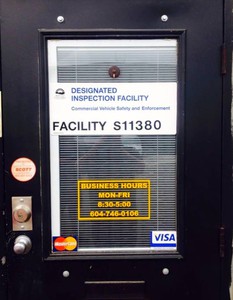 DESIGNATED
INSPECTION FACILITY
Commercial Vehicle Safety and Enforcement
FACILITY S11380
BUSINESS HOURS
MON-FRI
8:30-5:00
604-746-0106
MasterCard
VISA